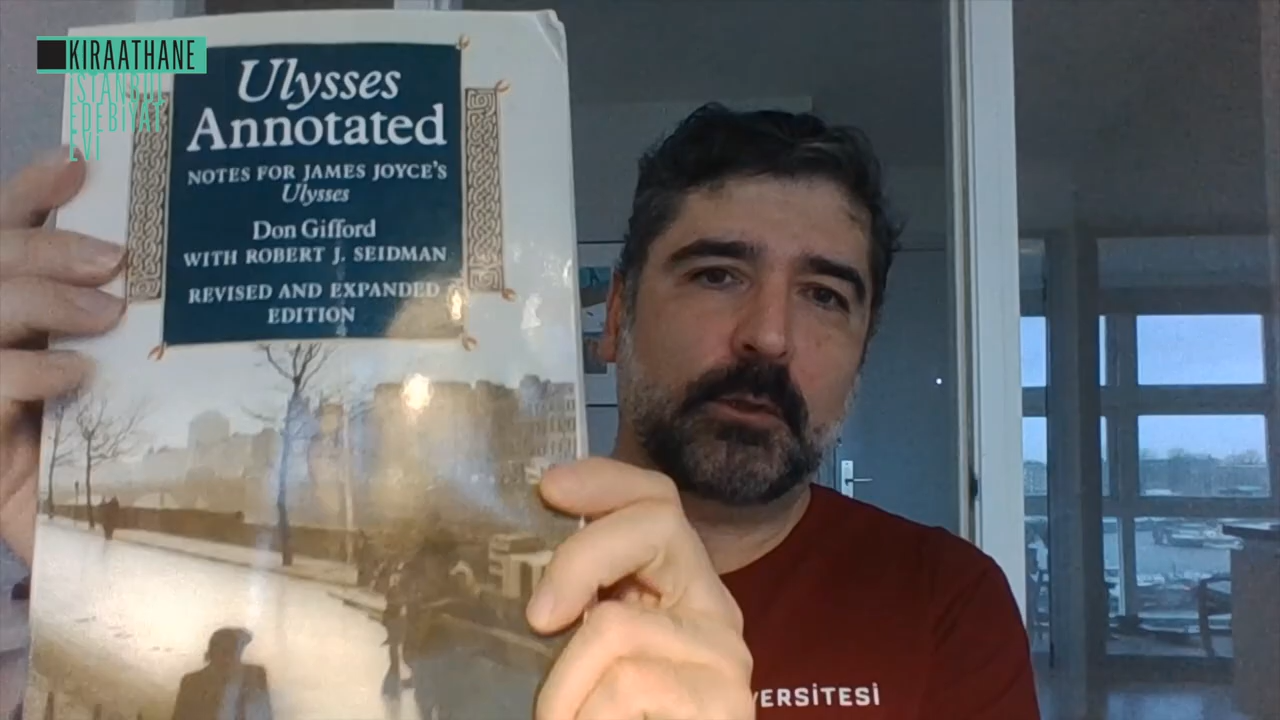 KIRAATHANE
İSTANBUL
EDEBİYAT
EVİ
Ulysses
Annotated
NOTES FOR JAMES JOYCE'S
Ulysses
Don Gifford
WITH ROBERT J. SEIDMAN
REVISED AND EXPANDED
EDITION
VERSİTESİ